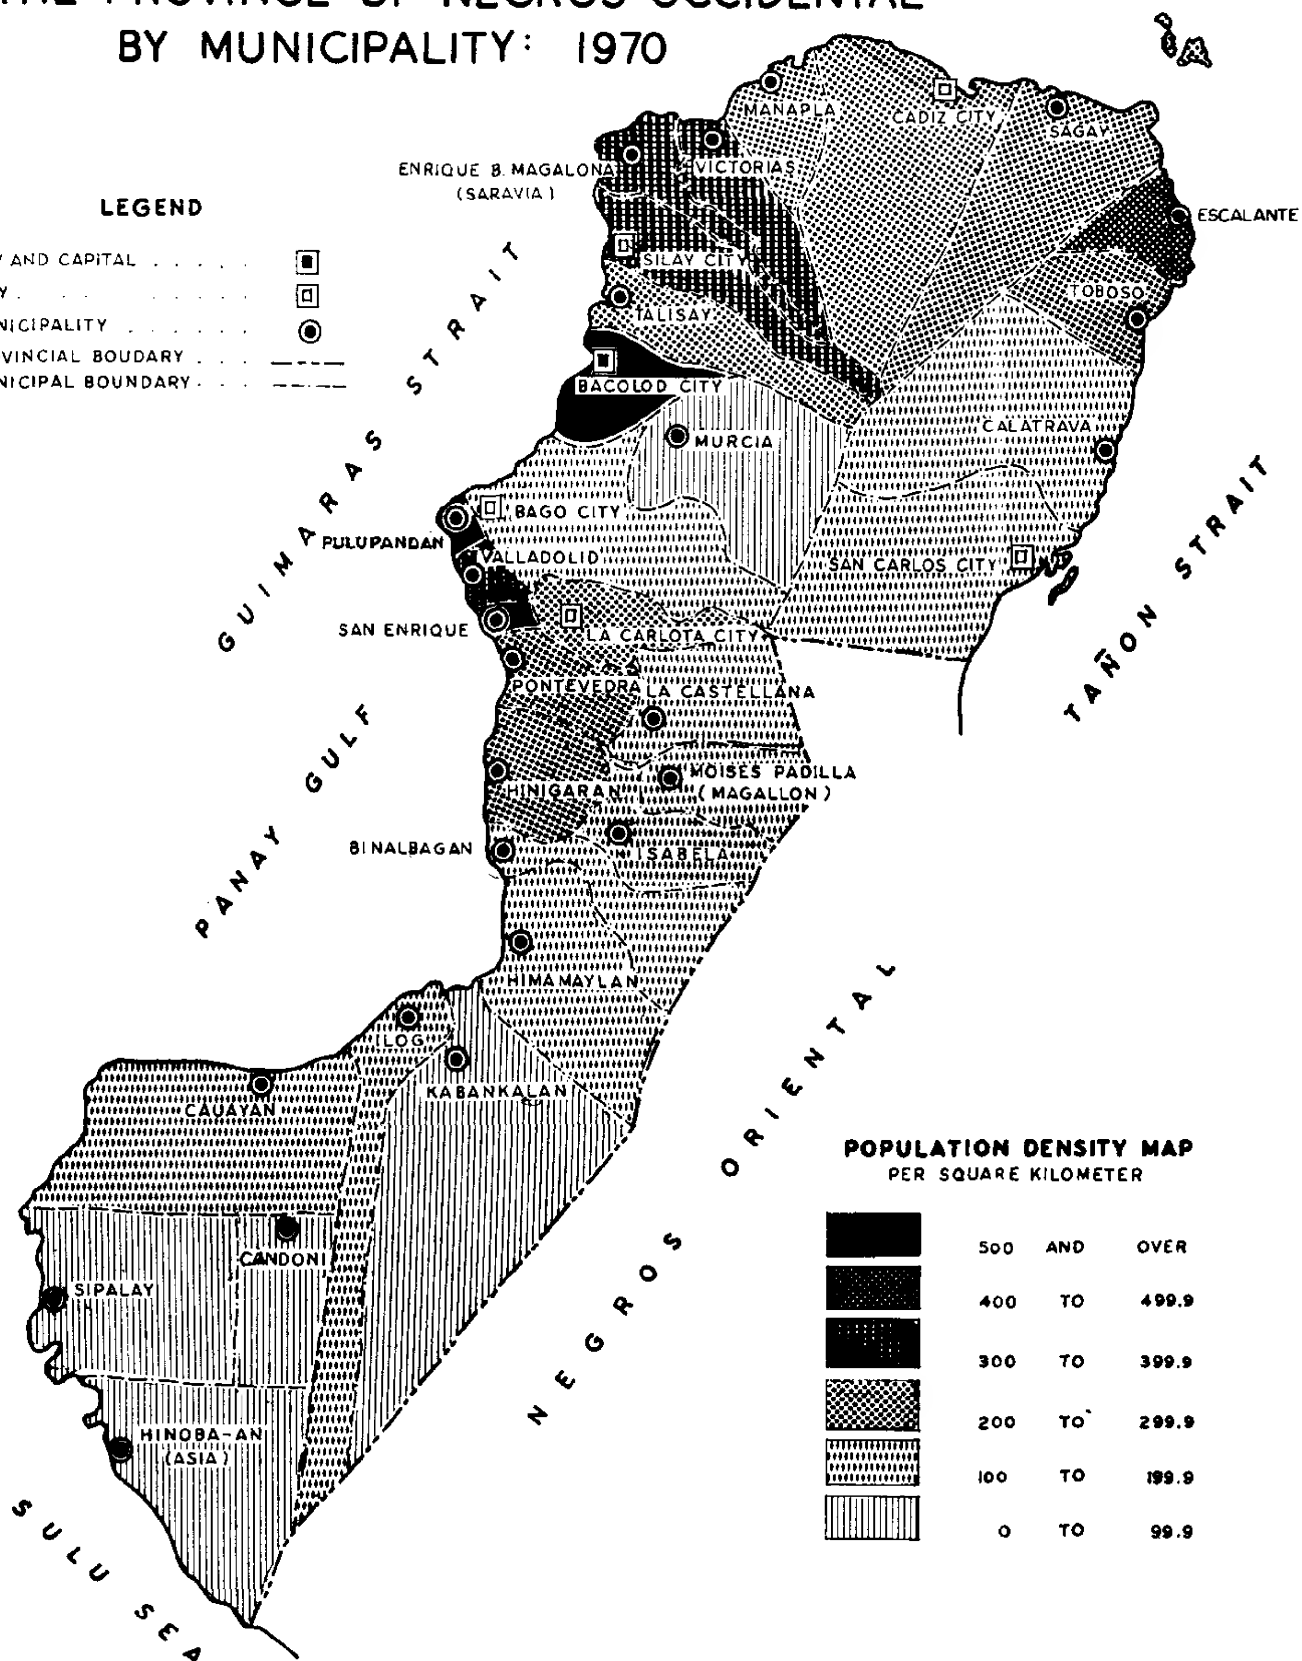 THE PROVINCE OF NEGROS OCCIDENTAL
BY MUNICIPALITY: 1970
LEGEND
AND CAPITAL
NICIPALITY
VINCIAL BOUDARY
NICIPAL BOUNDARY
MANAPLA
CADIZ CITY
SAGAY
ENRIQUE B. MAGALONA
(SARAVIA)
VICTORIAS
ESCALANTE
SILAY CITY
TOBOSO
TALISAY
BACOLOD CITY
MURCIA
CALATRAVA
BAGO CITY
PULUPANDAN
VALLADOLID
SAN CARLOS CITY
SAN ENRIQUE
LA CARLOTA CITY
PONTEVEDRA
LA CASTELLANA
MOISES PADILLA
(MAGALLON)
HINIGARAN
BINALBAGAN
ISABELA
HIMAMAYLAN
ILOG
KABANKALAN
CAUAYAN
CANDONI
SIPALAY
HINOBA-AN
(ASIA)
GUIMARAS STRAIT
PANAY GULF
TAÑON STRAIT
NEGROS ORIENTAL
SULU SEA
POPULATION DENSITY MAP
PER SQUARE KILOMETER
500 AND OVER
400 TO 499.9
300 TO 399.9
200 TO 299.9
100 TO 199.9
0 TO 99.9